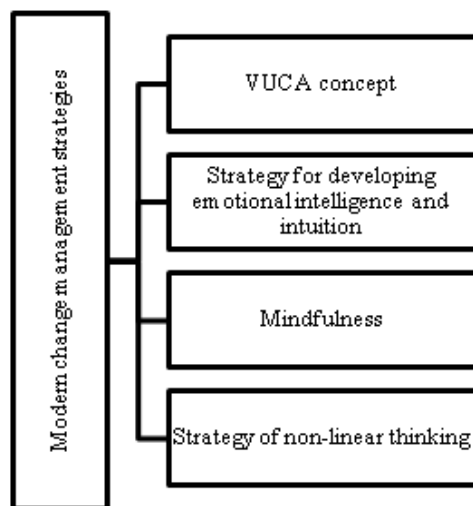 Modern change management strategies
VUCA concept
Strategy for developing
emotional intelligence and
intuition
Mindfulness
Strategy of non-linear thinking